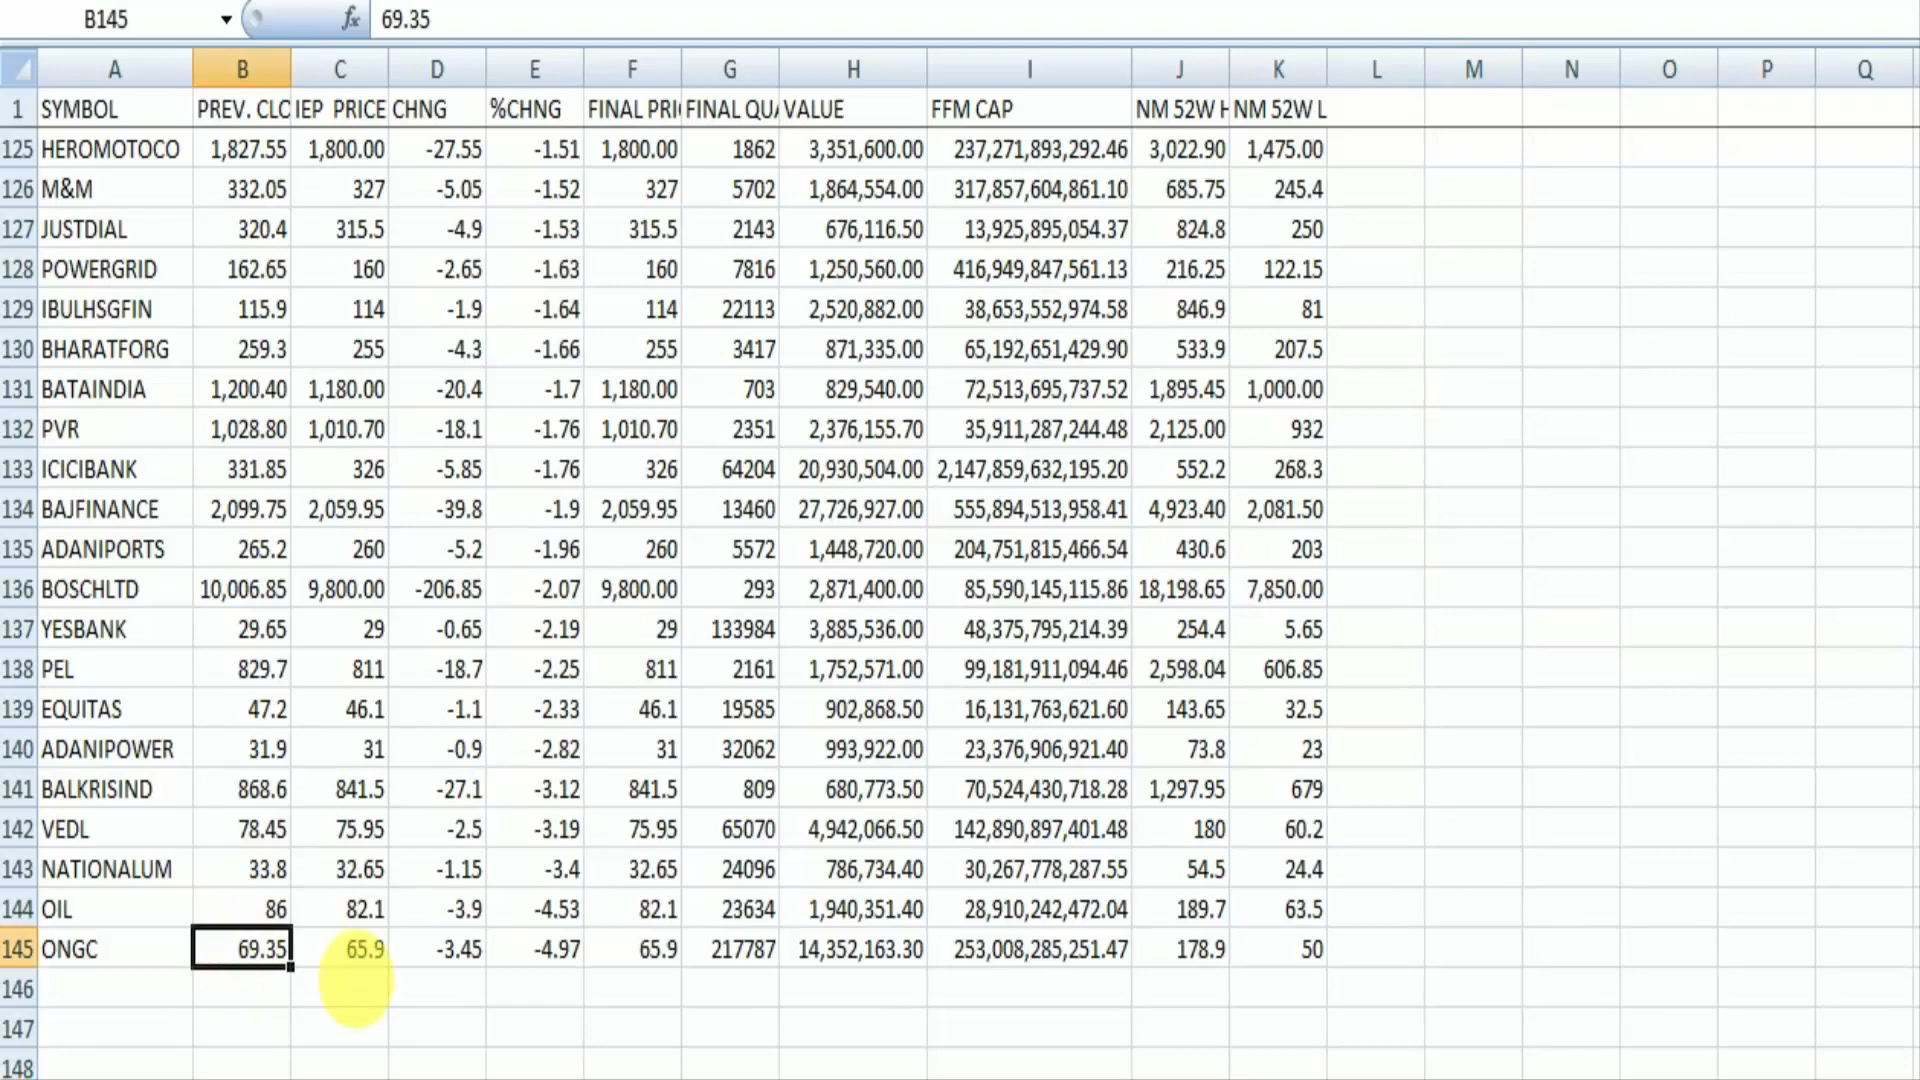 B145 fx 69.35
A B C D E F G H I J K L M N O P Q
1 SYMBOL PREV. CLO IEP PRICE CHNG %CHNG FINAL PRI FINAL QUA VALUE FFM CAP NM 52W H NM 52W L
125 HEROMOTOCO 1,827.55 1,800.00 -27.55 -1.51 1,800.00 1862 3,351,600.00 237,271,893,292.46 3,022.90 1,475.00
126 M&M 332.05 327 -5.05 -1.52 327 5702 1,864,554.00 317,857,604,861.10 685.75 245.4
127 JUSTDIAL 320.4 315.5 -4.9 -1.53 315.5 2143 676,116.50 13,925,895,054.37 824.8 250
128 POWERGRID 162.65 160 -2.65 -1.63 160 7816 1,250,560.00 416,949,847,561.13 216.25 122.15
129 IBULHSGFIN 115.9 114 -1.9 -1.64 114 22113 2,520,882.00 38,653,552,974.58 846.9 81
130 BHARATFORG 259.3 255 -4.3 -1.66 255 3417 871,335.00 65,192,651,429.90 533.9 207.5
131 BATAINDIA 1,200.40 1,180.00 -20.4 -1.7 1,180.00 703 829,540.00 72,513,695,737.52 1,895.45 1,000.00
132 PVR 1,028.80 1,010.70 -18.1 -1.76 1,010.70 2351 2,376,155.70 35,911,287,244.48 2,125.00 932
133 ICICIBANK 331.85 326 -5.85 -1.76 326 64204 20,930,504.00 2,147,859,632,195.20 552.2 268.3
134 BAJFINANCE 2,099.75 2,059.95 -39.8 -1.9 2,059.95 13460 27,726,927.00 555,894,513,958.41 4,923.40 2,081.50
135 ADANIPORTS 265.2 260 -5.2 -1.96 260 5572 1,448,720.00 204,751,815,466.54 430.6 203
136 BOSCHLTD 10,006.85 9,800.00 -206.85 -2.07 9,800.00 293 2,871,400.00 85,590,145,115.86 18,198.65 7,850.00
137 YESBANK 29.65 29 -0.65 -2.19 29 133984 3,885,536.00 48,375,795,214.39 254.4 5.65
138 PEL 829.7 811 -18.7 -2.25 811 2161 1,752,571.00 99,181,911,094.46 2,598.04 606.85
139 EQUITAS 47.2 46.1 -1.1 -2.33 46.1 19585 902,868.50 16,131,763,621.60 143.65 32.5
140 ADANIPOWER 31.9 31 -0.9 -2.82 31 32062 993,922.00 23,376,906,921.40 73.8 23
141 BALKRISIND 868.6 841.5 -27.1 -3.12 841.5 809 680,773.50 70,524,430,718.28 1,297.95 679
142 VEDL 78.45 75.95 -2.5 -3.19 75.95 65070 4,942,066.50 142,890,897,401.48 180 60.2
143 NATIONALUM 33.8 32.65 -1.15 -3.4 32.65 24096 786,734.40 30,267,778,287.55 54.5 24.4
144 OIL 86 82.1 -3.9 -4.53 82.1 23634 1,940,351.40 28,910,242,472.04 189.7 63.5
145 ONGC 69.35 65.9 -3.45 -4.97 65.9 217787 14,352,163.30 253,008,285,251.47 178.9 50
146
147
148